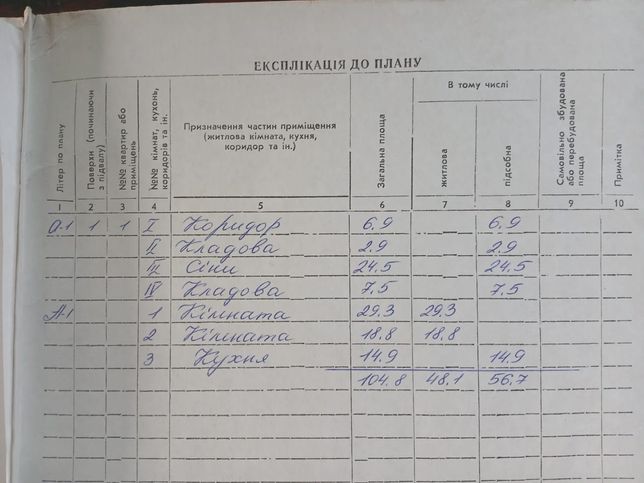 ЕКСПЛІКАЦІЯ ДО ПЛАНУ
Літер по плану
Поверхи (починаючи з підвалу)
№№ квартир або приміщень
№№ кімнат, кухонь, коридорів та ін.
Призначення частин приміщення
(житлова кімната, кухня,
коридор та ін.)
Загальна площа
В тому числі
житлова
підсобна
Самовільно збудована або перебудована площа
Примітка
1 2 3 4 5 6 7 8 9 10
а-1 1 1 I Коридор 6.9 6.9
II Кладова 2.9 2.9
III Сіни 24.5 24.5
IV Кладова 7.5 7.5
А-1 1 Кімната 29.3 29.3
2 Кімната 18.8 18.8
3 Кухня 14.9 14.9
104.8 48.1 56.7